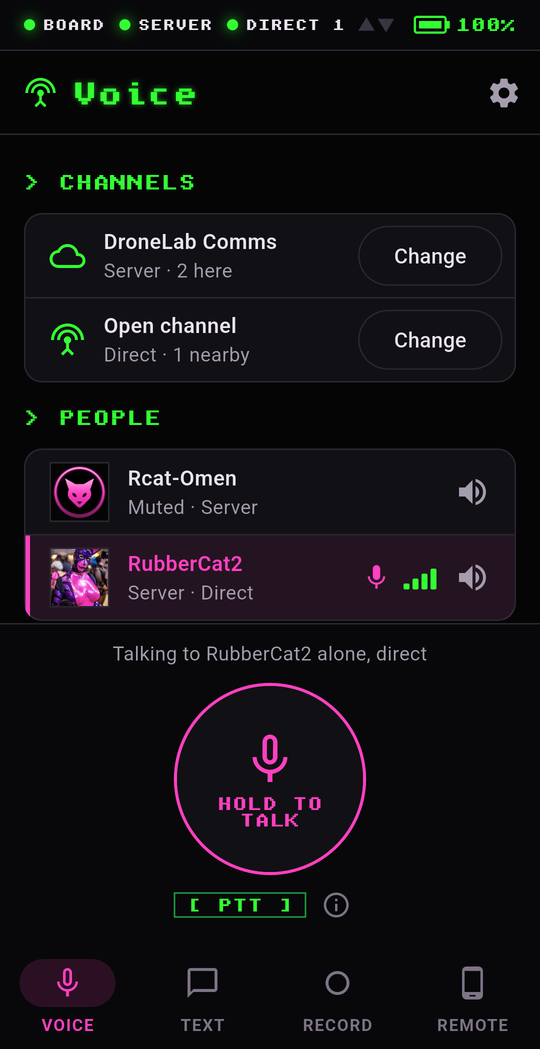 BOARD SERVER DIRECT 1 100%
Voice
> CHANNELS
DroneLab Comms
Server · 2 here
Change
Open channel
Direct · 1 nearby
Change
> PEOPLE
Rcat-Omen
Muted · Server
RubberCat2
Server · Direct
Talking to RubberCat2 alone, direct
HOLD TO
TALK
[ PTT ]
VOICE TEXT RECORD REMOTE